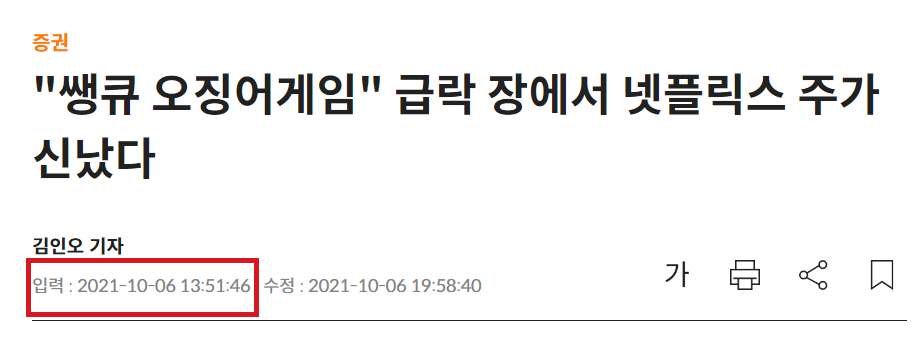 증권
"쌩큐 오징어게임" 급락 장에서 넷플릭스 주가
신났다
김인오 기자
입력 : 2021-10-06 13:51:46 수정 : 2021-10-06 19:58:40
가